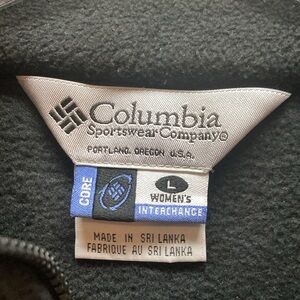 Columbia
Sportswear Company®
PORTLAND, OREGON U.S.A.
CORE
L
WOMEN'S
INTERCHANGE
MADE IN SRI LANKA
FABRIQUE AU SRI LANKA